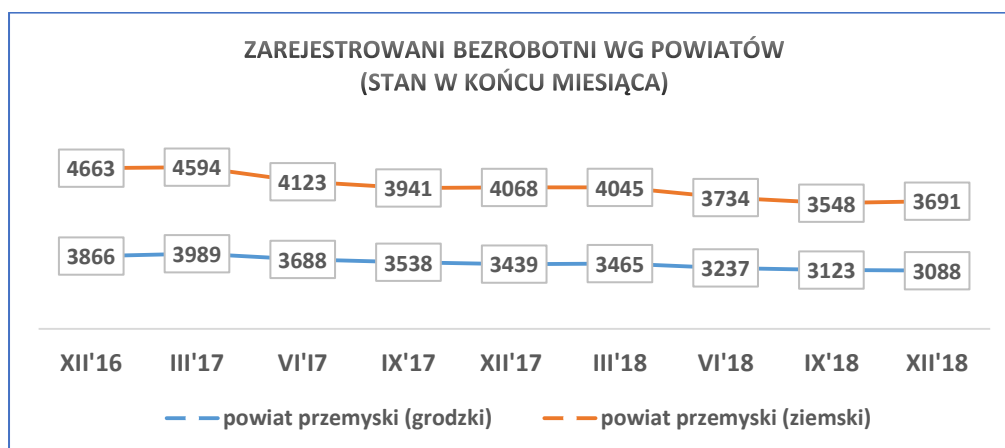 ZAREJESTROWANI BEZROBOTNI WG POWIATÓW
(STAN W KOŃCU MIESIĄCA)
4663 4594 4123 3941 4068 4045 3734 3548 3691
3866 3989 3688 3538 3439 3465 3237 3123 3088
XII'16 III'17 VI'I7 IX'17 XII'17 III'18 VI'18 IX'18 XII'18
powiat przemyski (grodzki) powiat przemyski (ziemski)